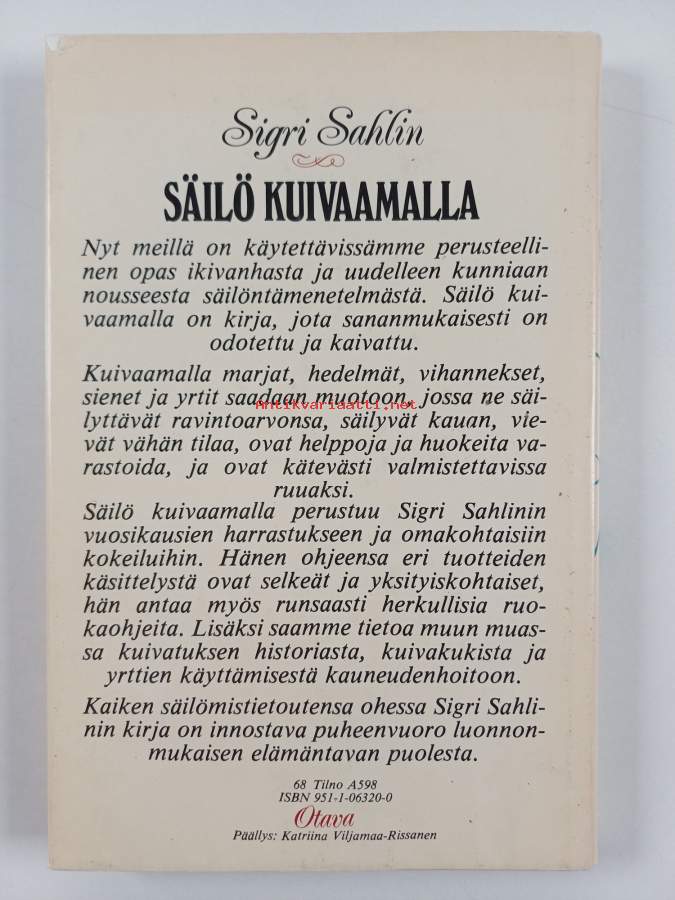 Sigri Sahlin
SÄILÖ KUIVAAMALLA
Nyt meillä on käytettävissämme perusteelli-
nen opas ikivanhasta ja uudelleen kunniaan
nousseesta säilöntämenetelmästä. Säilö kui-
vaamalla on kirja, jota sananmukaisesti on
odotettu ja kaivattu.
Kuivaamalla marjat, hedelmät, vihannekset,
sienet ja yrtit saadaan muotoon, jossa ne säi-
Antikvariaatti.net
lyttävät ravintoarvonsa, säilyvät kauan, vie-
vät vähän tilaa, ovat helppoja ja huokeita va-
rastoida, ja ovat kätevästi valmistettavissa
ruuaksi.
Säilö kuivaamalla perustuu Sigri Sahlinin
vuosikausien harrastukseen ja omakohtaisiin
kokeiluihin. Hänen ohjeensa eri tuotteiden
käsittelystä ovat selkeät ja yksityiskohtaiset,
hän antaa myös runsaasti herkullisia ruo-
kaohjeita. Lisäksi saamme tietoa muun muas-
sa kuivatuksen historiasta, kuivakukista ja
yrttien käyttämisestä kauneudenhoitoon.
Kaiken säilömistietoutensa ohessa Sigri Sahli-
nin kirja on innostava puheenvuoro luonnon-
mukaisen elämäntavan puolesta.
68 Tilno A598
ISBN 951-1-06320-0
Otava
Päällys: Katriina Viljamaa-Rissanen